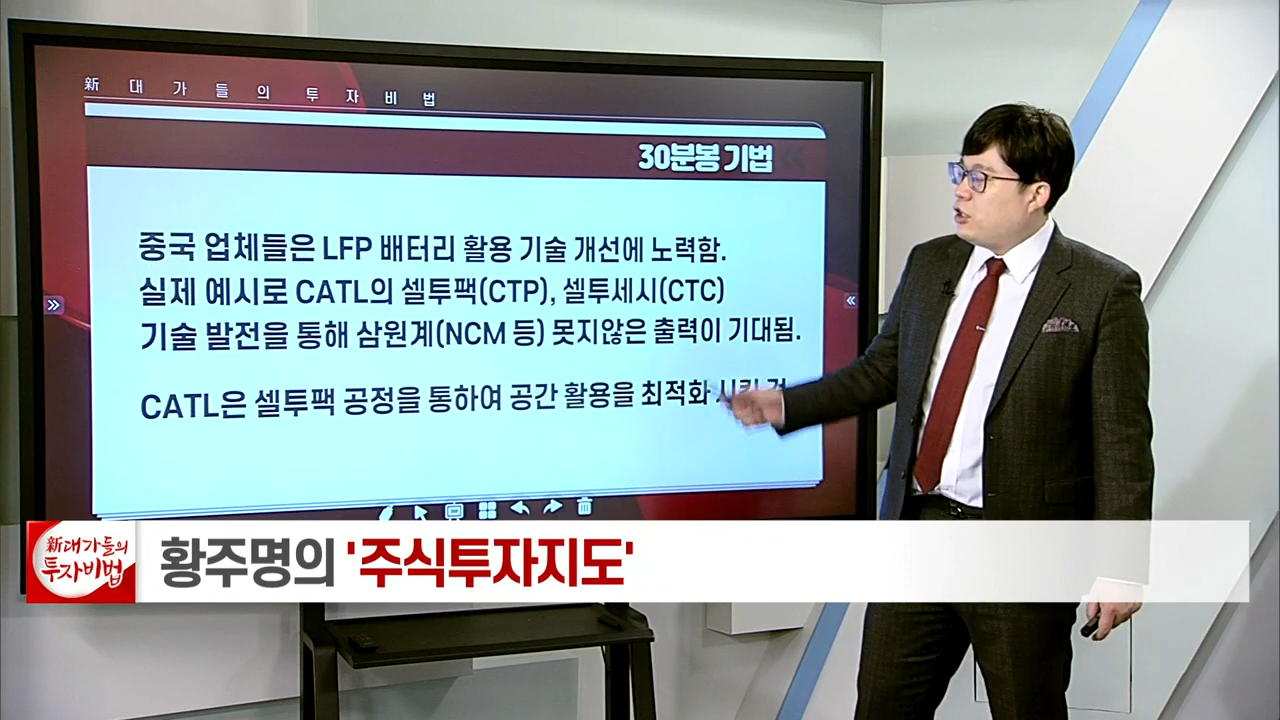 新 대 가 들 의 투 자 비 법
30분봉 기법
중국 업체들은 LFP 배터리 활용 기술 개선에 노력함.
실제 예시로 CATL의 셀투팩(CTP), 셀투섀시(CTC)
기술 발전을 통해 삼원계(NCM 등) 못지않은 출력이 기대됨.
CATL은 셀투팩 공정을 통하여 공간 활용을 최적화
新대가들의
투자비법
황주명의 '주식투자지도'